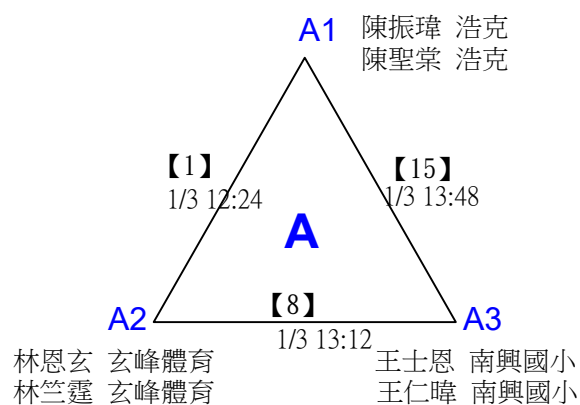 A1 陳振瑋 浩克
陳聖棠 浩克
【1】 【15】
1/3 12:24 1/3 13:48
A
【8】
A2 A3
1/3 13:12
林恩玄 玄峰體育 王士恩 南興國小
林竺霆 玄峰體育 王仁暐 南興國小